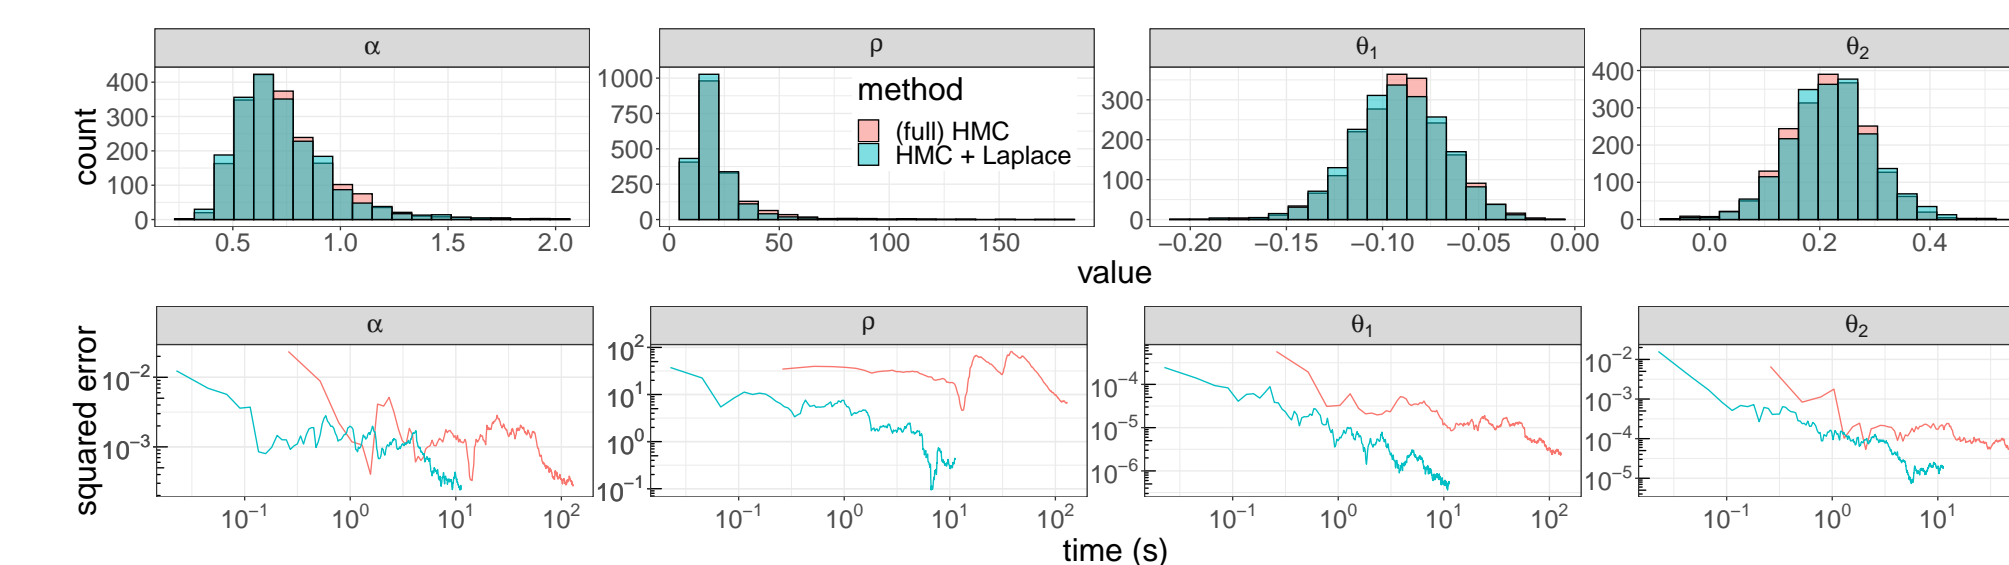 α ρ θ₁ θ₂
count
400
300
200
100
0
0.5 1.0 1.5 2.0
1000
750
500
250
0
0 50 100 150
method
(full) HMC
HMC + Laplace
300
200
100
0
−0.20 −0.15 −0.10 −0.05 0.00
400
300
200
100
0
0.0 0.2 0.4
value
α ρ θ₁ θ₂
squared error
10⁻²
10⁻³
10⁻¹ 10⁰ 10¹ 10²
10²
10¹
10⁰
10⁻¹
10⁻¹ 10⁰ 10¹ 10²
10⁻⁴
10⁻⁵
10⁻⁶
10⁻¹ 10⁰ 10¹ 10²
10⁻²
10⁻³
10⁻⁴
10⁻⁵
10⁻¹ 10⁰ 10¹
time (s)